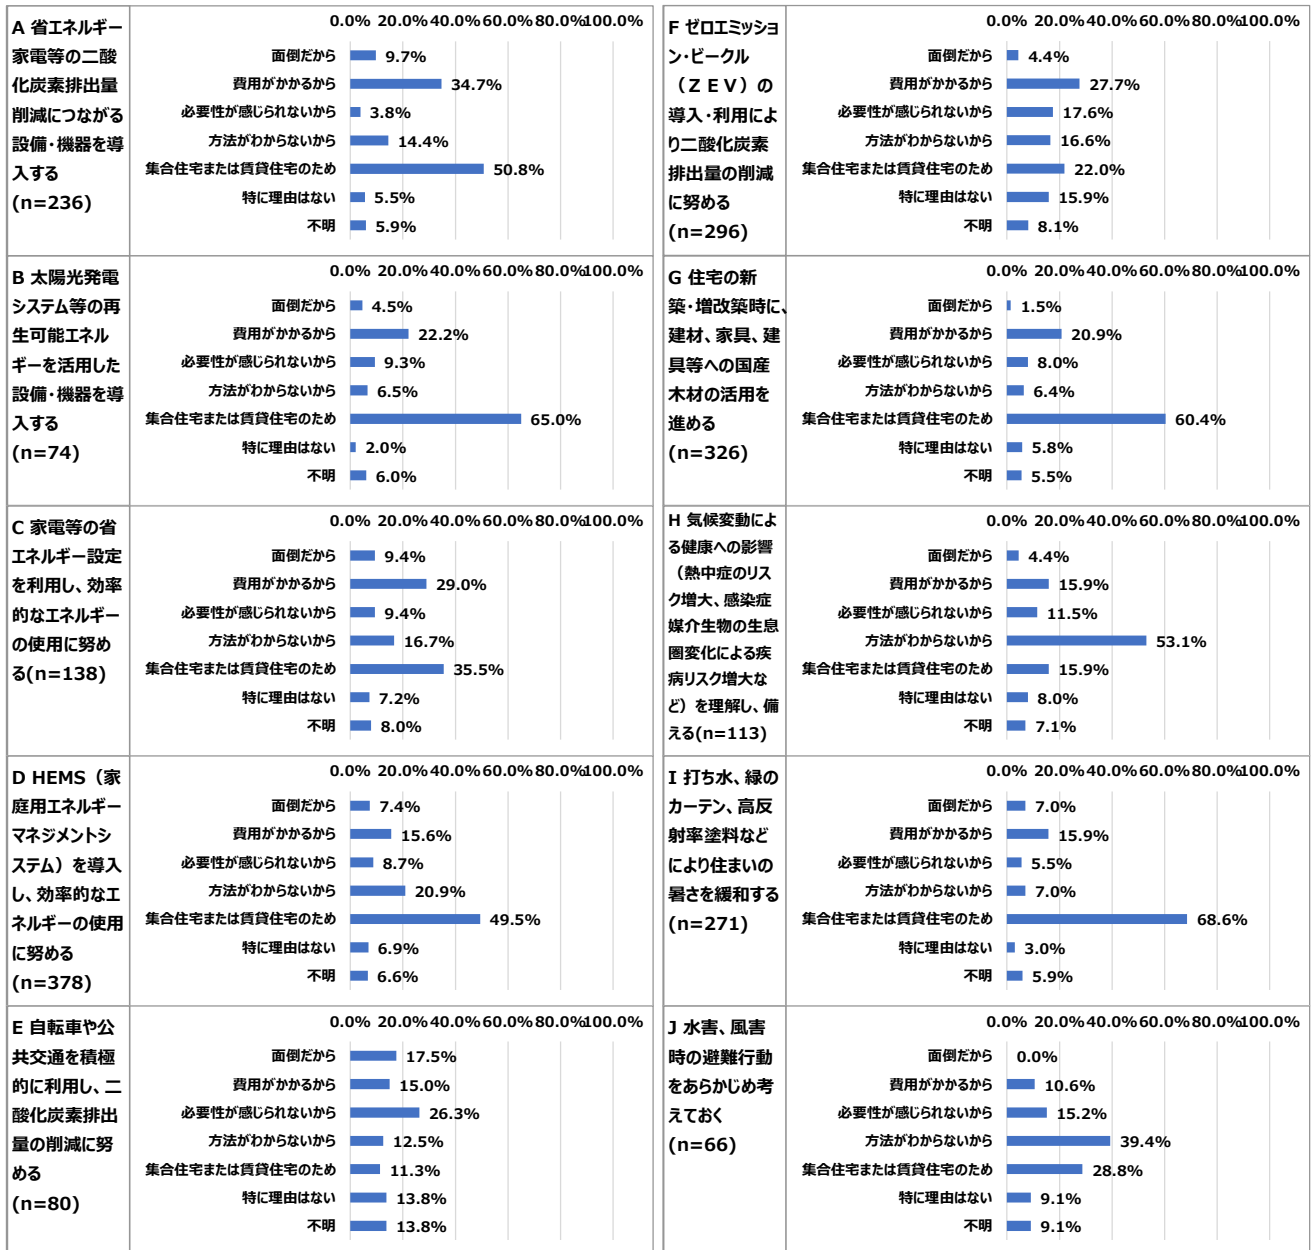 A 省エネルギー
家電等の二酸
化炭素排出量
削減につながる
設備・機器を導
入する
(n=236)
0.0% 20.0% 40.0% 60.0% 80.0% 100.0%
面倒だから 9.7%
費用がかかるから 34.7%
必要性が感じられないから 3.8%
方法がわからないから 14.4%
集合住宅または賃貸住宅のため 50.8%
特に理由はない 5.5%
不明 5.9%
B 太陽光発電
システム等の再
生可能エネル
ギーを活用した
設備・機器を導
入する
(n=74)
0.0% 20.0% 40.0% 60.0% 80.0% 100.0%
面倒だから 4.5%
費用がかかるから 22.2%
必要性が感じられないから 9.3%
方法がわからないから 6.5%
集合住宅または賃貸住宅のため 65.0%
特に理由はない 2.0%
不明 6.0%
C 家電等の省
エネルギー設定
を利用し、効率
的なエネルギー
の使用に努め
る(n=138)
0.0% 20.0% 40.0% 60.0% 80.0% 100.0%
面倒だから 9.4%
費用がかかるから 29.0%
必要性が感じられないから 9.4%
方法がわからないから 16.7%
集合住宅または賃貸住宅のため 35.5%
特に理由はない 7.2%
不明 8.0%
D HEMS（家
庭用エネルギー
マネジメントシ
ステム）を導入
し、効率的なエ
ネルギーの使用
に努める
(n=378)
0.0% 20.0% 40.0% 60.0% 80.0% 100.0%
面倒だから 7.4%
費用がかかるから 15.6%
必要性が感じられないから 8.7%
方法がわからないから 20.9%
集合住宅または賃貸住宅のため 49.5%
特に理由はない 6.9%
不明 6.6%
E 自転車や公
共交通を積極
的に利用し、二
酸化炭素排出
量の削減に努
める
(n=80)
0.0% 20.0% 40.0% 60.0% 80.0% 100.0%
面倒だから 17.5%
費用がかかるから 15.0%
必要性が感じられないから 26.3%
方法がわからないから 12.5%
集合住宅または賃貸住宅のため 11.3%
特に理由はない 13.8%
不明 13.8%
F ゼロエミッショ
ン・ビークル
（ＺＥＶ）の
導入・利用によ
り二酸化炭素
排出量の削減
に努める
(n=296)
0.0% 20.0% 40.0% 60.0% 80.0% 100.0%
面倒だから 4.4%
費用がかかるから 27.7%
必要性が感じられないから 17.6%
方法がわからないから 16.6%
集合住宅または賃貸住宅のため 22.0%
特に理由はない 15.9%
不明 8.1%
G 住宅の新
築・増改築時に、
建材、家具、建
具等への国産
木材の活用を
進める
(n=326)
0.0% 20.0% 40.0% 60.0% 80.0% 100.0%
面倒だから 1.5%
費用がかかるから 20.9%
必要性が感じられないから 8.0%
方法がわからないから 6.4%
集合住宅または賃貸住宅のため 60.4%
特に理由はない 5.8%
不明 5.5%
H 気候変動によ
る健康への影響
（熱中症のリス
ク増大、感染症
媒介生物の生息
圏変化による疾
病リスク増大な
ど）を理解し、備
える(n=113)
0.0% 20.0% 40.0% 60.0% 80.0% 100.0%
面倒だから 4.4%
費用がかかるから 15.9%
必要性が感じられないから 11.5%
方法がわからないから 53.1%
集合住宅または賃貸住宅のため 15.9%
特に理由はない 8.0%
不明 7.1%
I 打ち水、緑の
カーテン、高反
射率塗料など
により住まいの
暑さを緩和する
(n=271)
0.0% 20.0% 40.0% 60.0% 80.0% 100.0%
面倒だから 7.0%
費用がかかるから 15.9%
必要性が感じられないから 5.5%
方法がわからないから 7.0%
集合住宅または賃貸住宅のため 68.6%
特に理由はない 3.0%
不明 5.9%
J 水害、風害
時の避難行動
をあらかじめ考
えておく
(n=66)
0.0% 20.0% 40.0% 60.0% 80.0% 100.0%
面倒だから 0.0%
費用がかかるから 10.6%
必要性が感じられないから 15.2%
方法がわからないから 39.4%
集合住宅または賃貸住宅のため 28.8%
特に理由はない 9.1%
不明 9.1%